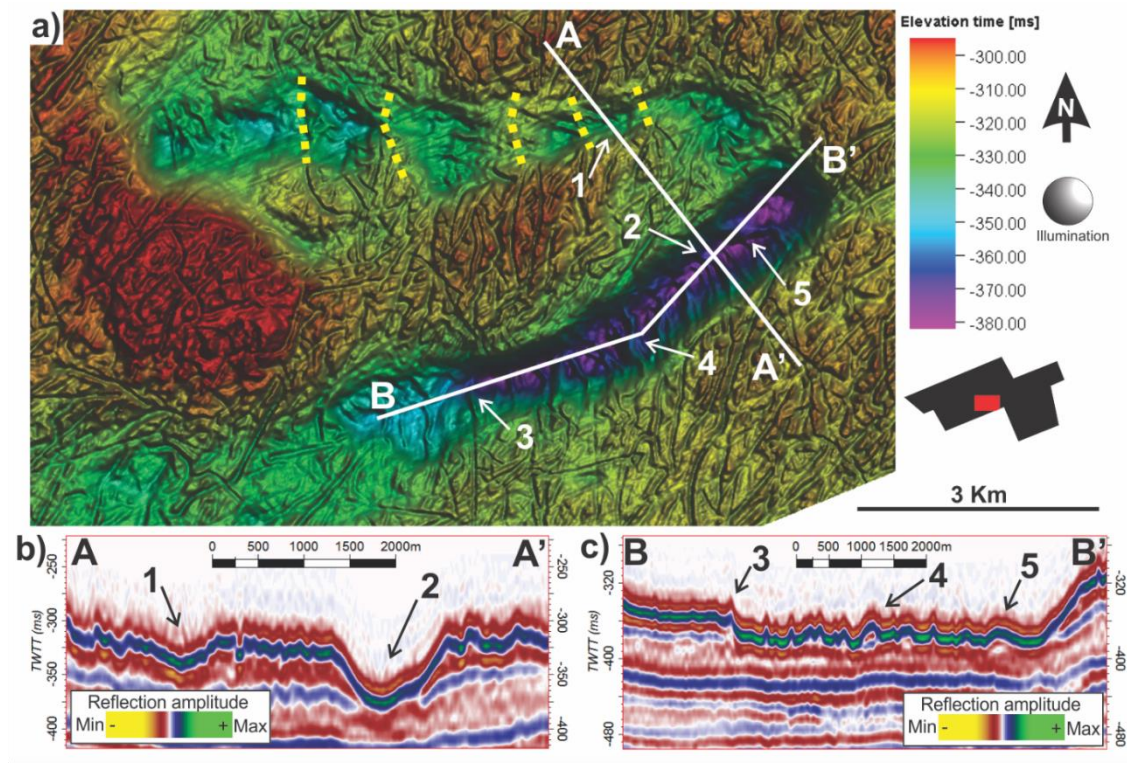 a)
A
Elevation time [ms]
-300.00
-310.00
-320.00
-330.00
-340.00
-350.00
-360.00
-370.00
-380.00
N
Illumination
1
B'
2
5
4
A'
B
3
3 Km
b)
A
0 500 1000 1500 2000m
A'
1
2
-250
-300
-350
-400
TWTT (ms)
-250
-300
-350
-400
Reflection amplitude
Min - + Max
c)
B
0 500 1000 1500 2000m
B'
3
4
5
-320
-400
-480
TWTT (ms)
-320
-400
-480
Reflection amplitude
Min - + Max